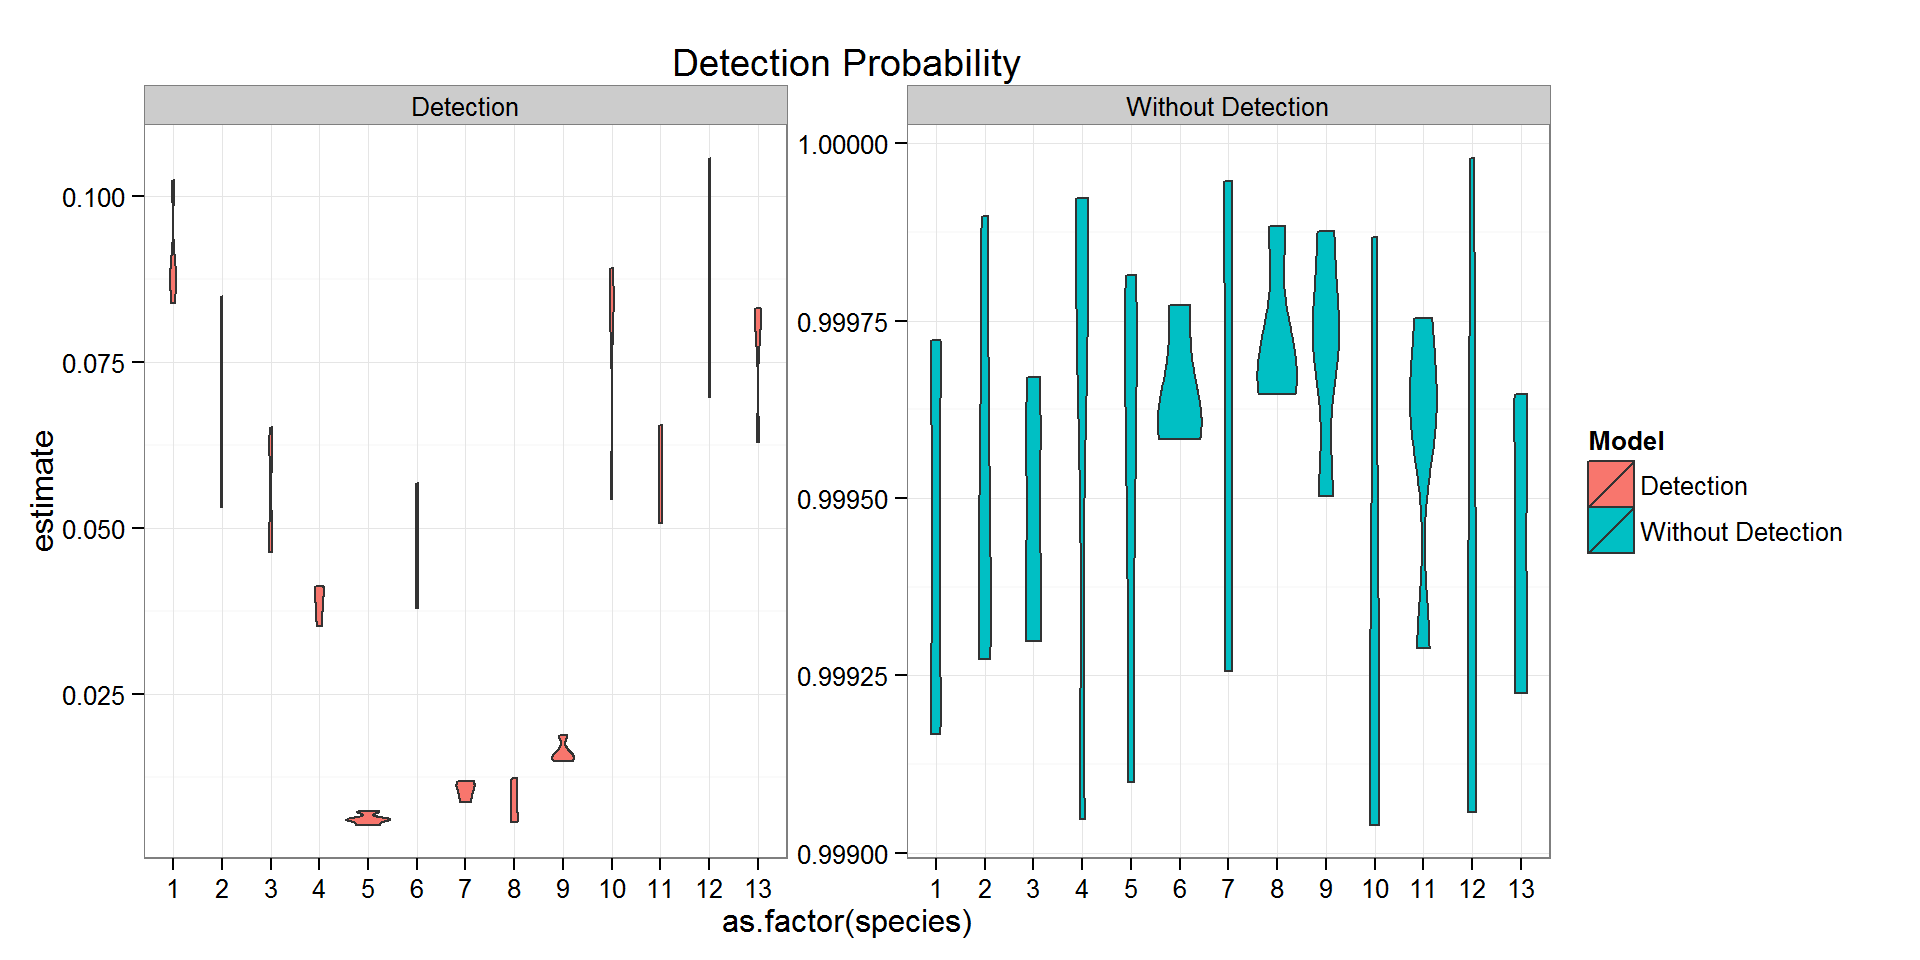 Detection Probability
Detection
Without Detection
estimate
0.100
0.075
0.050
0.025
1 2 3 4 5 6 7 8 9 10 11 12 13
1.00000
0.99975
0.99950
0.99925
0.99900
1 2 3 4 5 6 7 8 9 10 11 12 13
as.factor(species)
Model
Detection
Without Detection